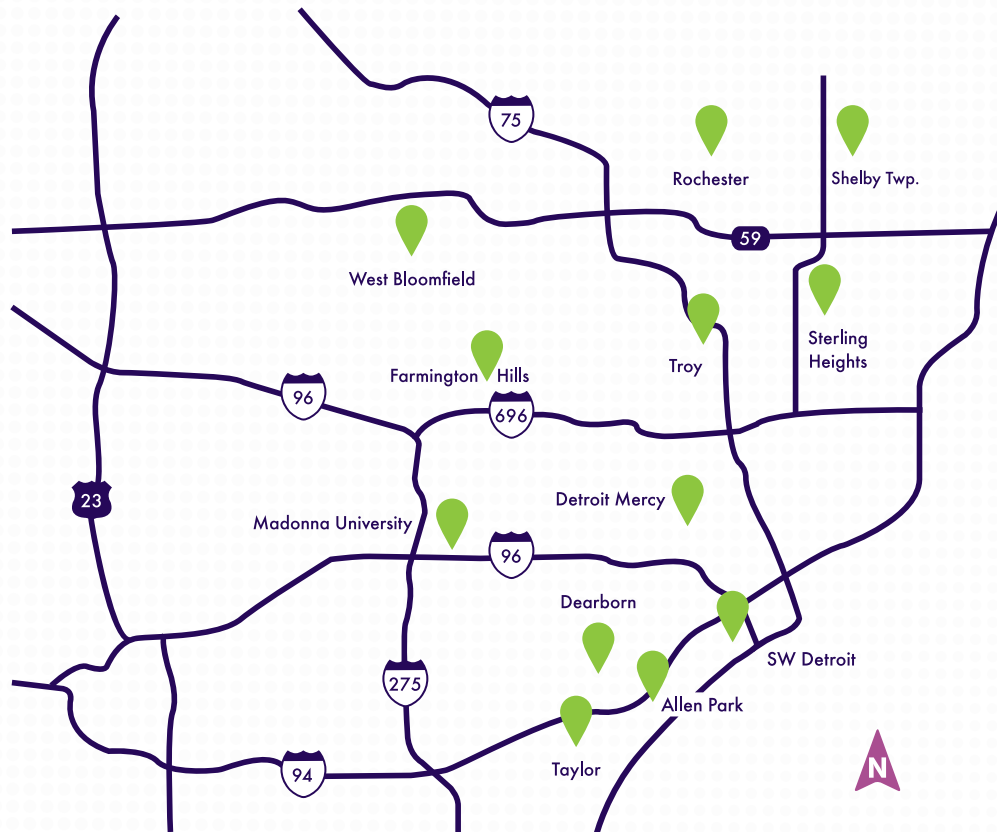 75
Rochester
Shelby Twp.
59
West Bloomfield
Sterling
Heights
Troy
Farmington Hills
96
696
23
Detroit Mercy
Madonna University
96
Dearborn
SW Detroit
275
Allen Park
Taylor
94
N